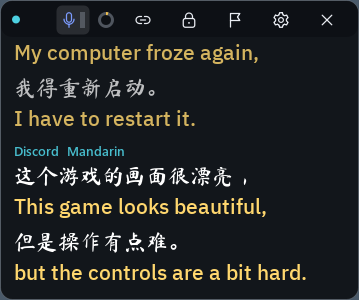 My computer froze again,
我得重新启动。
I have to restart it.
Discord Mandarin
这个游戏的画面很漂亮，
This game looks beautiful,
但是操作有点难。
but the controls are a bit hard.